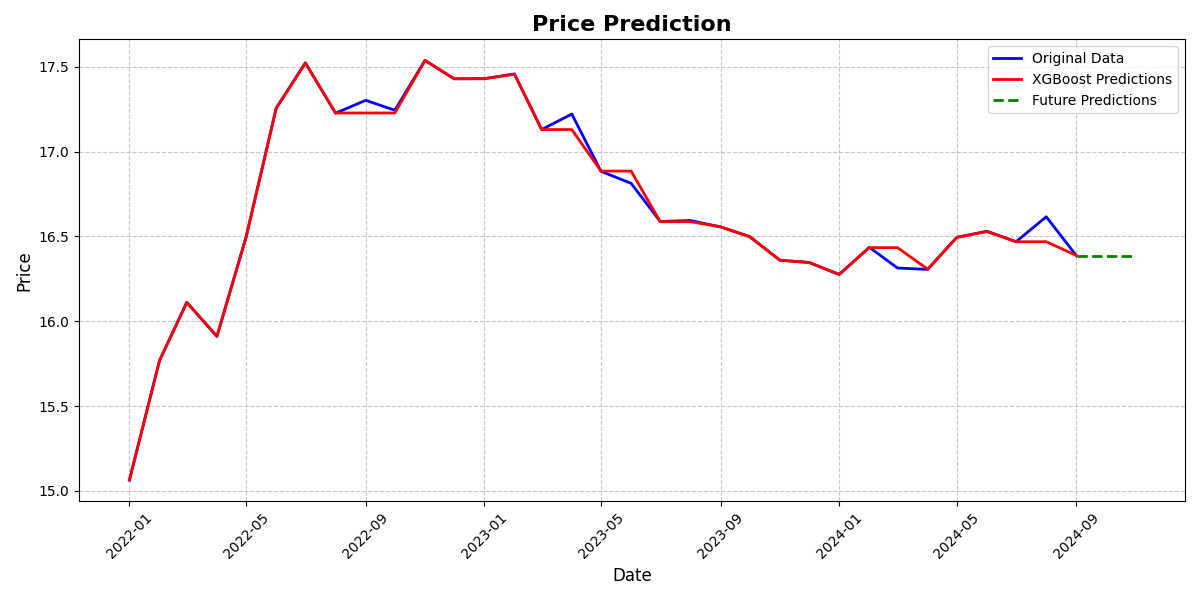 Price Prediction
Original Data
XGBoost Predictions
Future Predictions
Price
17.5
17.0
16.5
16.0
15.5
15.0
2022-01
2022-05
2022-09
2023-01
2023-05
2023-09
2024-01
2024-05
2024-09
Date